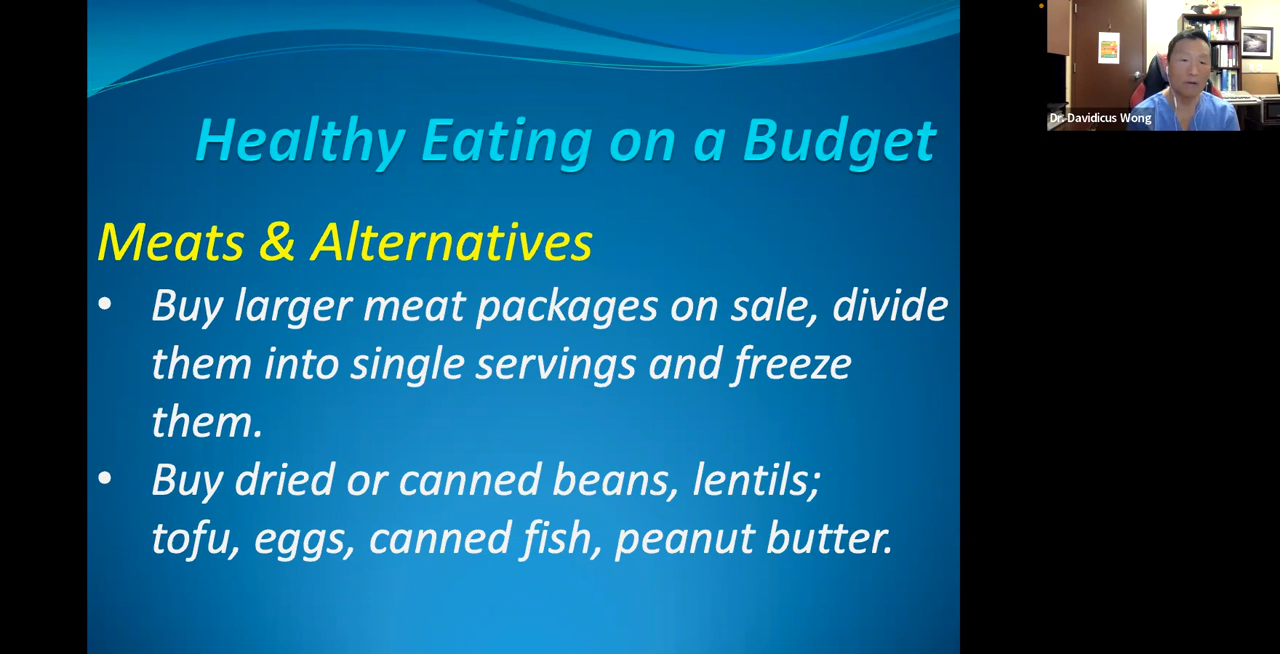 Healthy Eating on a Budget
Meats & Alternatives
• Buy larger meat packages on sale, divide
them into single servings and freeze
them.
• Buy dried or canned beans, lentils;
tofu, eggs, canned fish, peanut butter.
Dr. Davidicus Wong